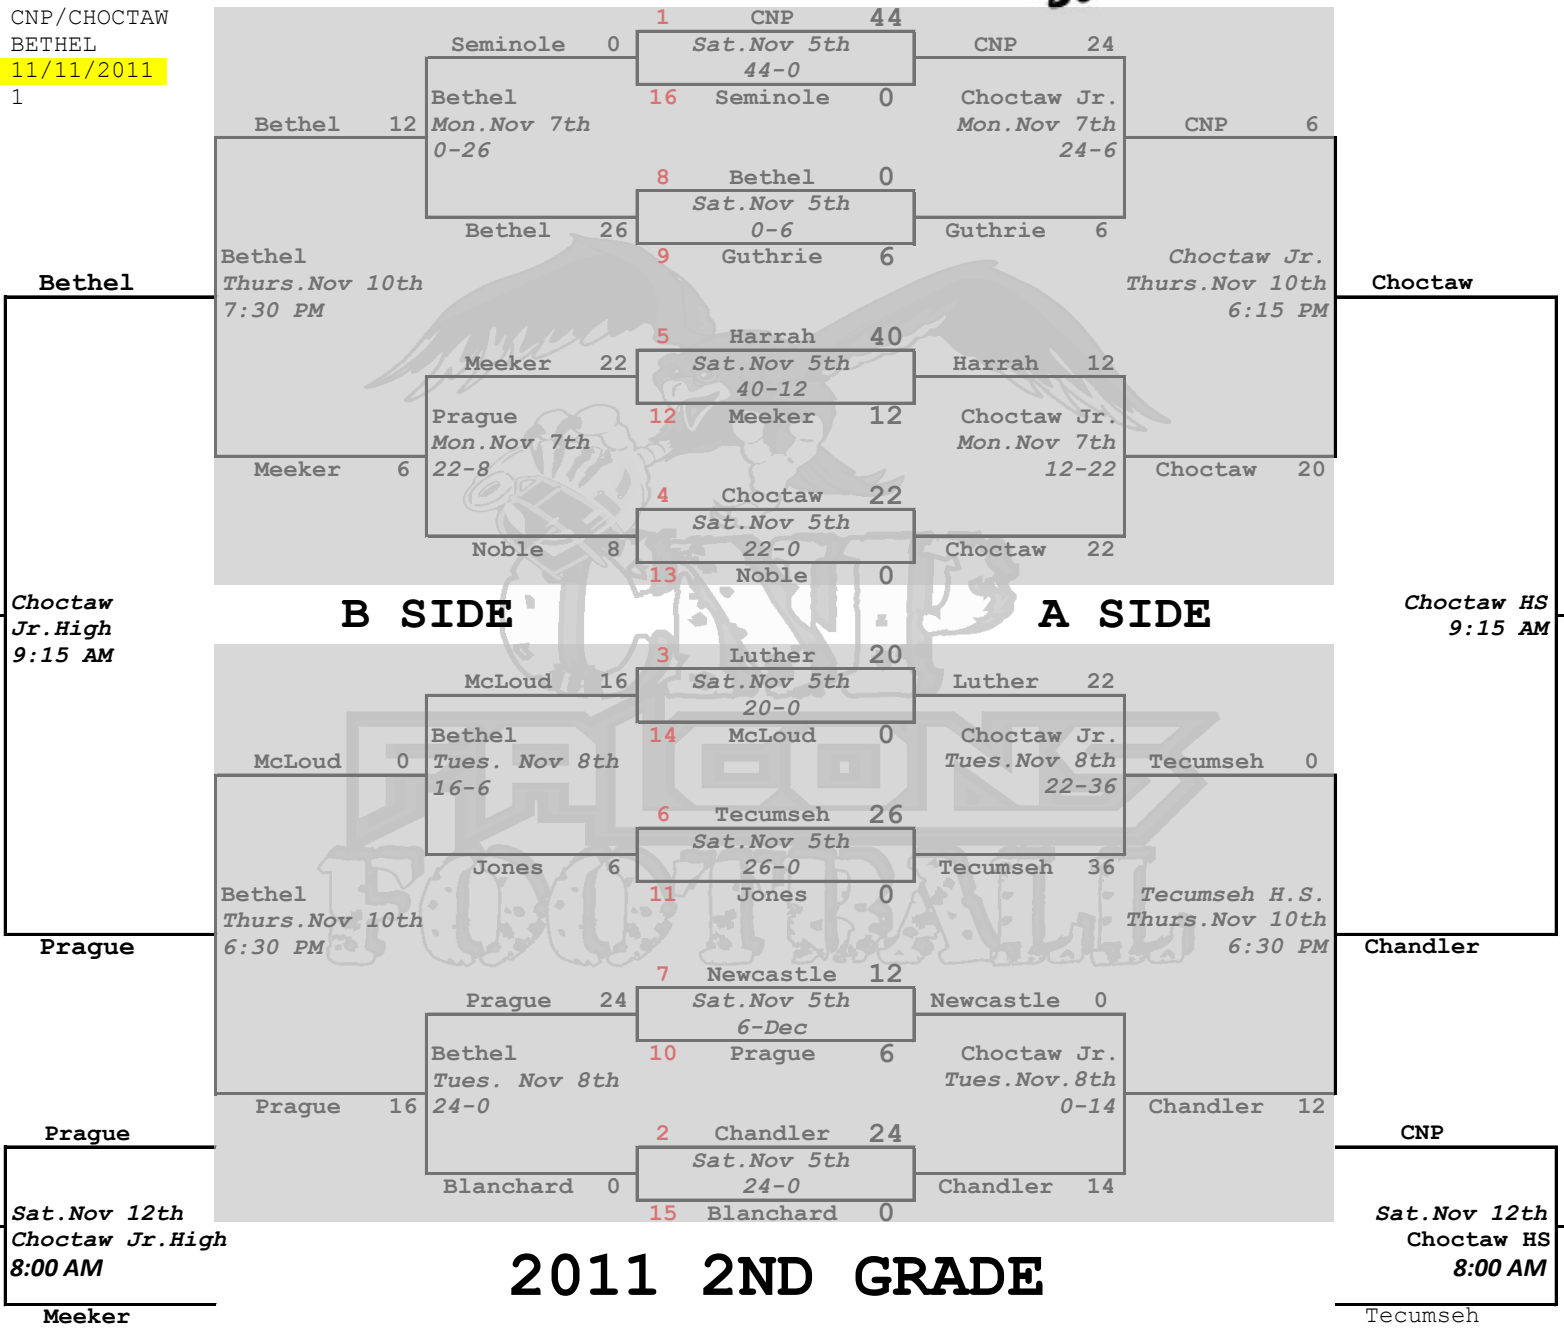 CNP/CHOCTAW
BETHEL
11/11/2011
1
1 CNP 44
Seminole 0 Sat.Nov 5th CNP 24
44-0
Bethel 16 Seminole 0 Choctaw Jr.
Bethel 12 Mon.Nov 7th Mon.Nov 7th CNP 6
0-26 24-6
8 Bethel 0
Sat.Nov 5th
Bethel 26 0-6 Guthrie 6
Bethel 9 Guthrie 6 Choctaw Jr.
Bethel Thurs.Nov 10th Thurs.Nov 10th Choctaw
7:30 PM 6:15 PM
5 Harrah 40
Meeker 22 Sat.Nov 5th Harrah 12
40-12
Prague 12 Meeker 12 Choctaw Jr.
Mon.Nov 7th Mon.Nov 7th
Meeker 6 22-8 12-22 Choctaw 20
4 Choctaw 22
Sat.Nov 5th
Noble 8 22-0 Choctaw 22
13 Noble 0
Choctaw B SIDE A SIDE Choctaw HS
Jr.High 9:15 AM
9:15 AM
CNP
FALCONS
FOOTBALL
3 Luther 20
McLoud 16 Sat.Nov 5th Luther 22
20-0
Bethel 14 McLoud 0 Choctaw Jr.
McLoud 0 Tues. Nov 8th Tues.Nov 8th Tecumseh 0
16-6 22-36
6 Tecumseh 26
Sat.Nov 5th
Jones 6 26-0 Tecumseh 36
Bethel 11 Jones 0 Tecumseh H.S.
Thurs.Nov 10th Thurs.Nov 10th
Prague 6:30 PM 6:30 PM Chandler
7 Newcastle 12
Prague 24 Sat.Nov 5th Newcastle 0
6-Dec
Bethel 10 Prague 6 Choctaw Jr.
Tues. Nov 8th Tues.Nov.8th
Prague 16 24-0 0-14 Chandler 12
Prague 2 Chandler 24 CNP
Sat.Nov 5th
Blanchard 0 24-0 Chandler 14
Sat.Nov 12th 15 Blanchard 0 Sat.Nov 12th
Choctaw Jr.High Choctaw HS
8:00 AM 2011 2ND GRADE 8:00 AM
Meeker Tecumseh